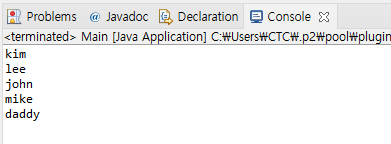 Problems @ Javadoc Declaration Console
<terminated> Main [Java Application] C:₩Users₩CTC₩.p2₩pool₩plugin
kim
lee
john
mike
daddy